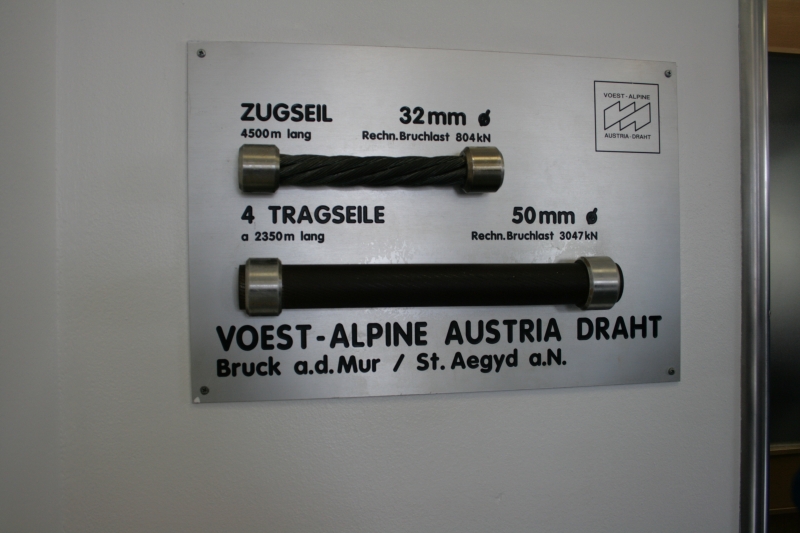 ZUGSEIL 32mm ø
4500m lang Rechn.Bruchlast 804kN
VOEST-ALPINE
AUSTRIA-DRAHT
4 TRAGSEILE 50mm ø
a 2350m lang Rechn.Bruchlast 3047kN
VOEST-ALPINE AUSTRIA DRAHT
Bruck a.d.Mur / St.Aegyd a.N.